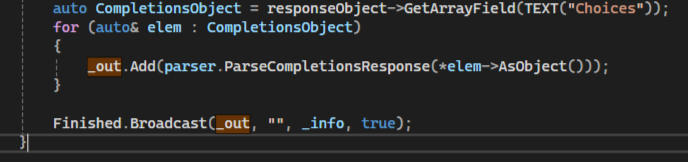 auto CompletionsObject = responseObject->GetArrayField(TEXT("Choices"));
for (auto& elem : CompletionsObject)
{
_out.Add(parser.ParseCompletionsResponse(*elem->AsObject()));
}
Finished.Broadcast(_out, "", _info, true);
}